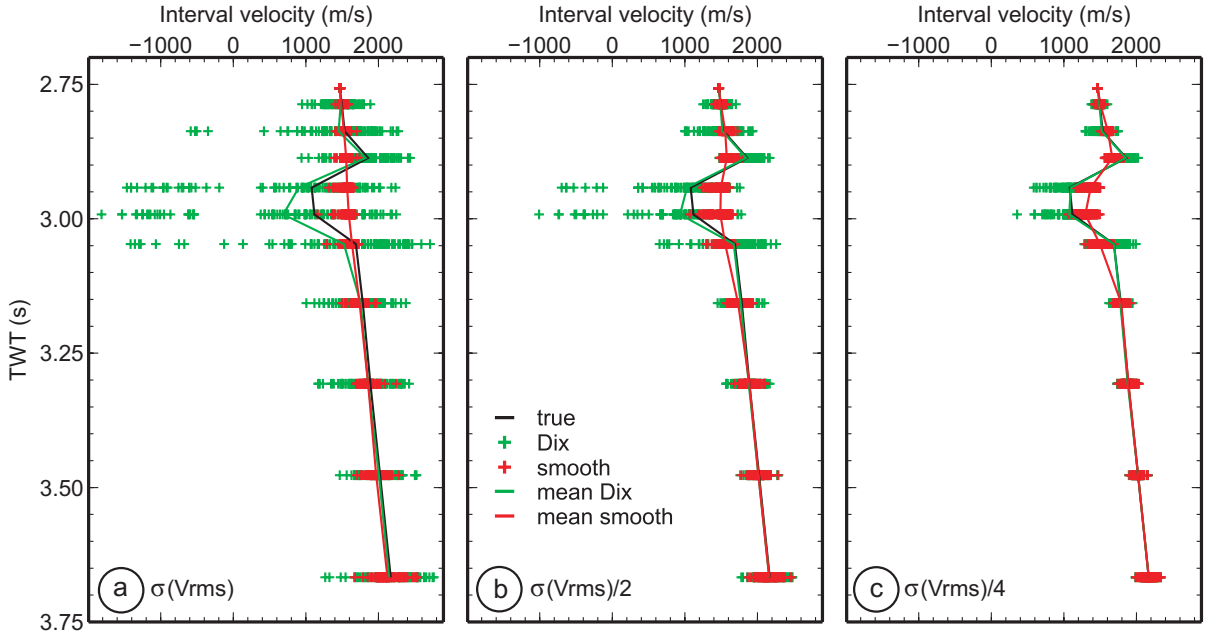 Interval velocity (m/s)
Interval velocity (m/s)
Interval velocity (m/s)
−1000 0 1000 2000
−1000 0 1000 2000
−1000 0 1000 2000
TWT (s)
2.75
3.00
3.25
3.50
3.75
true
Dix
smooth
mean Dix
mean smooth
a σ(Vrms)
b σ(Vrms)/2
c σ(Vrms)/4